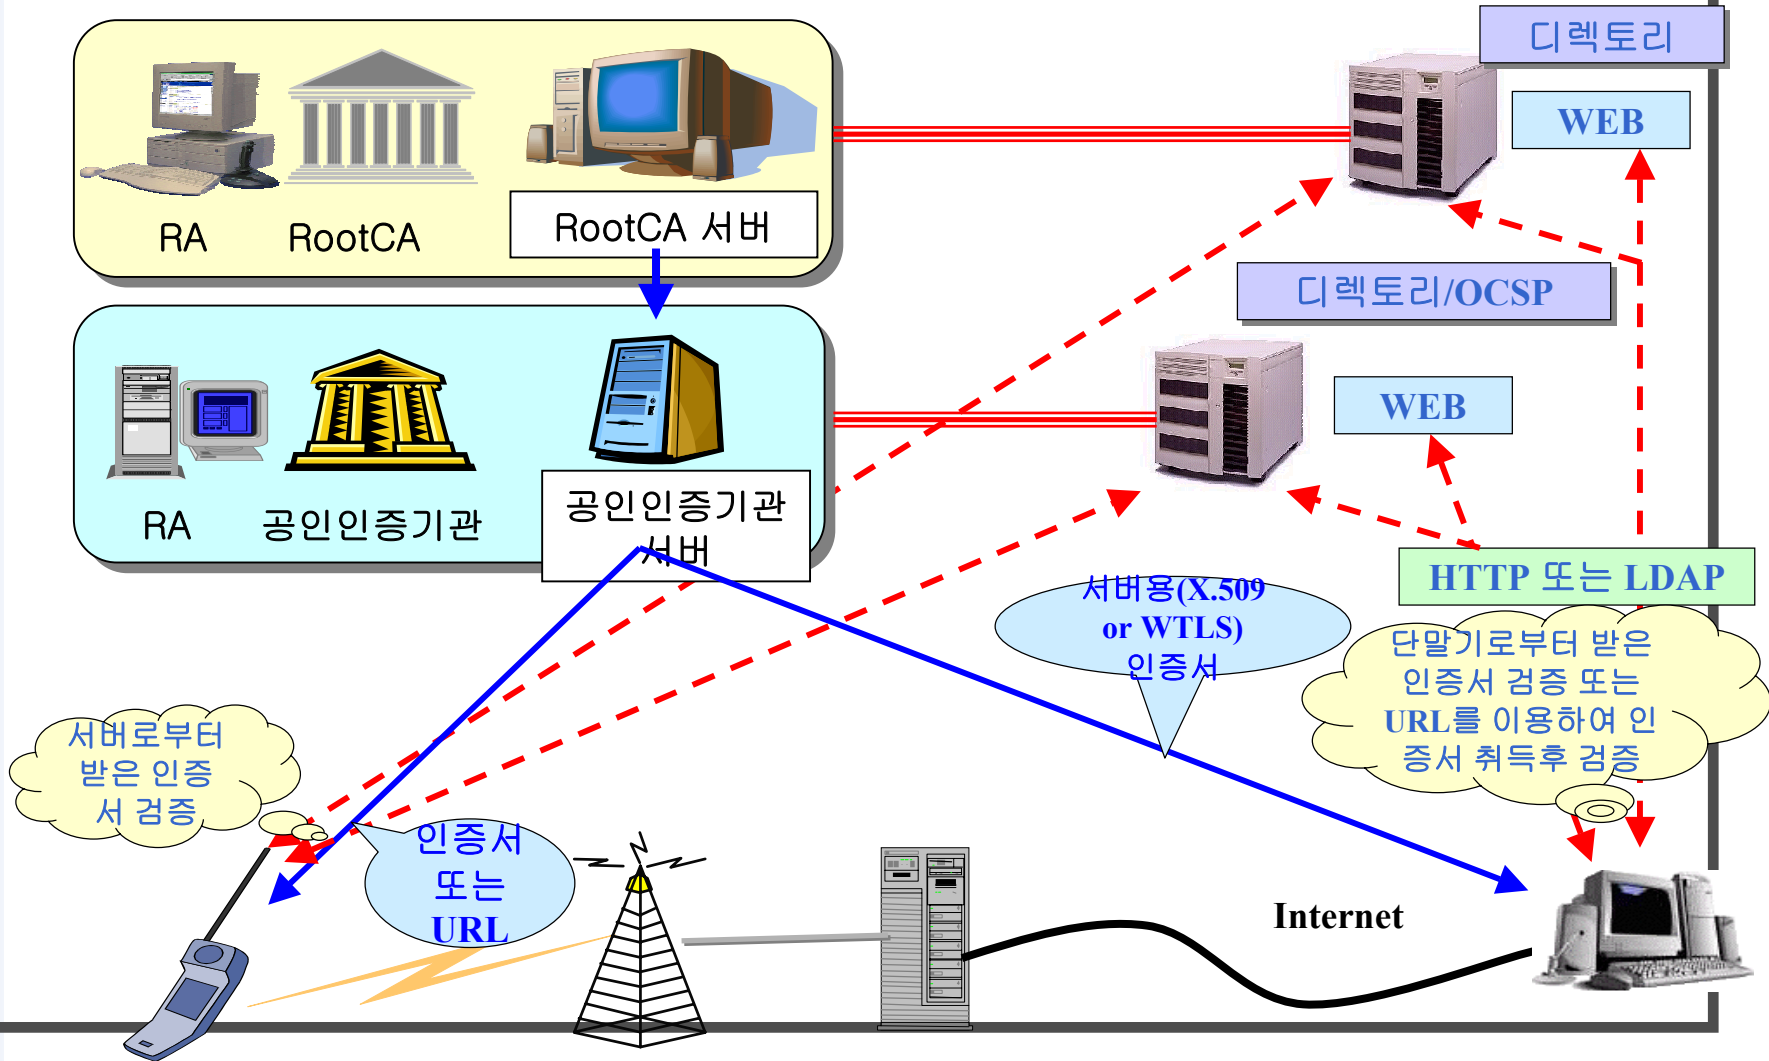 디렉토리
WEB
RA
RootCA
RootCA 서버
디렉토리/OCSP
WEB
RA
공인인증기관
공인인증기관
서버
HTTP 또는 LDAP
서버용(X.509
or WTLS)
인증서
단말기로부터 받은
인증서 검증 또는
URL를 이용하여 인
증서 취득후 검증
서버로부터
받은 인증
서 검증
인증서
또는
URL
Internet